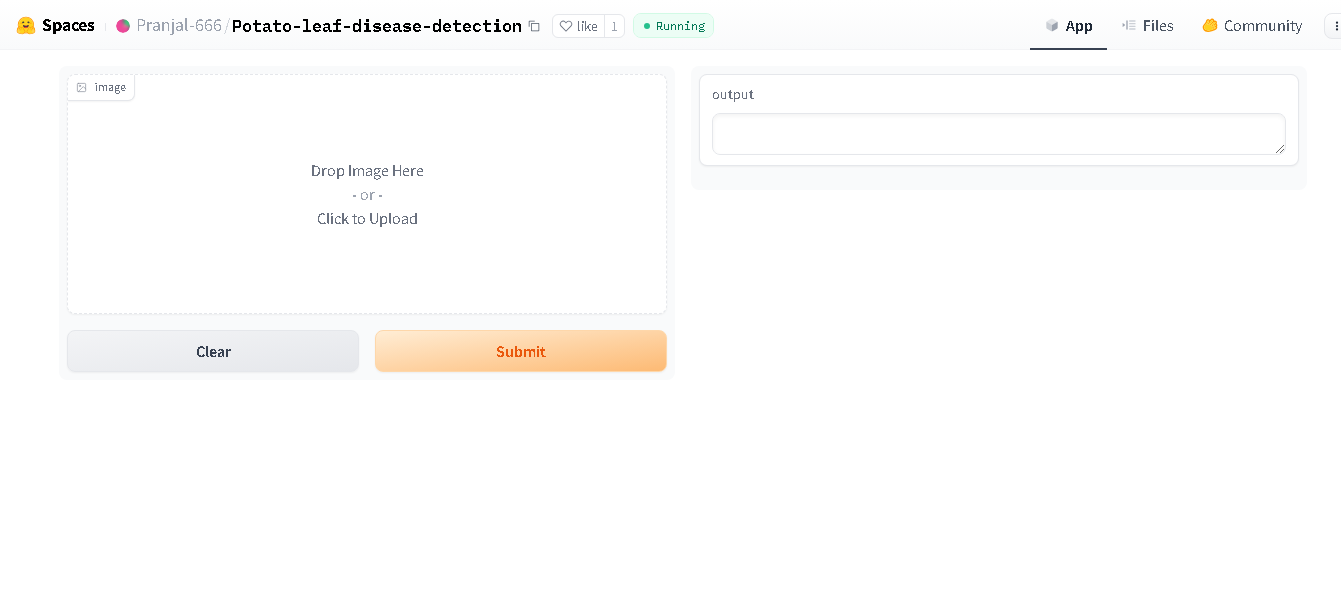 Spaces Pranjal-666/Potato-leaf-disease-detection like 1 Running App Files Community
image
Drop Image Here
- or -
Click to Upload
Clear Submit
output